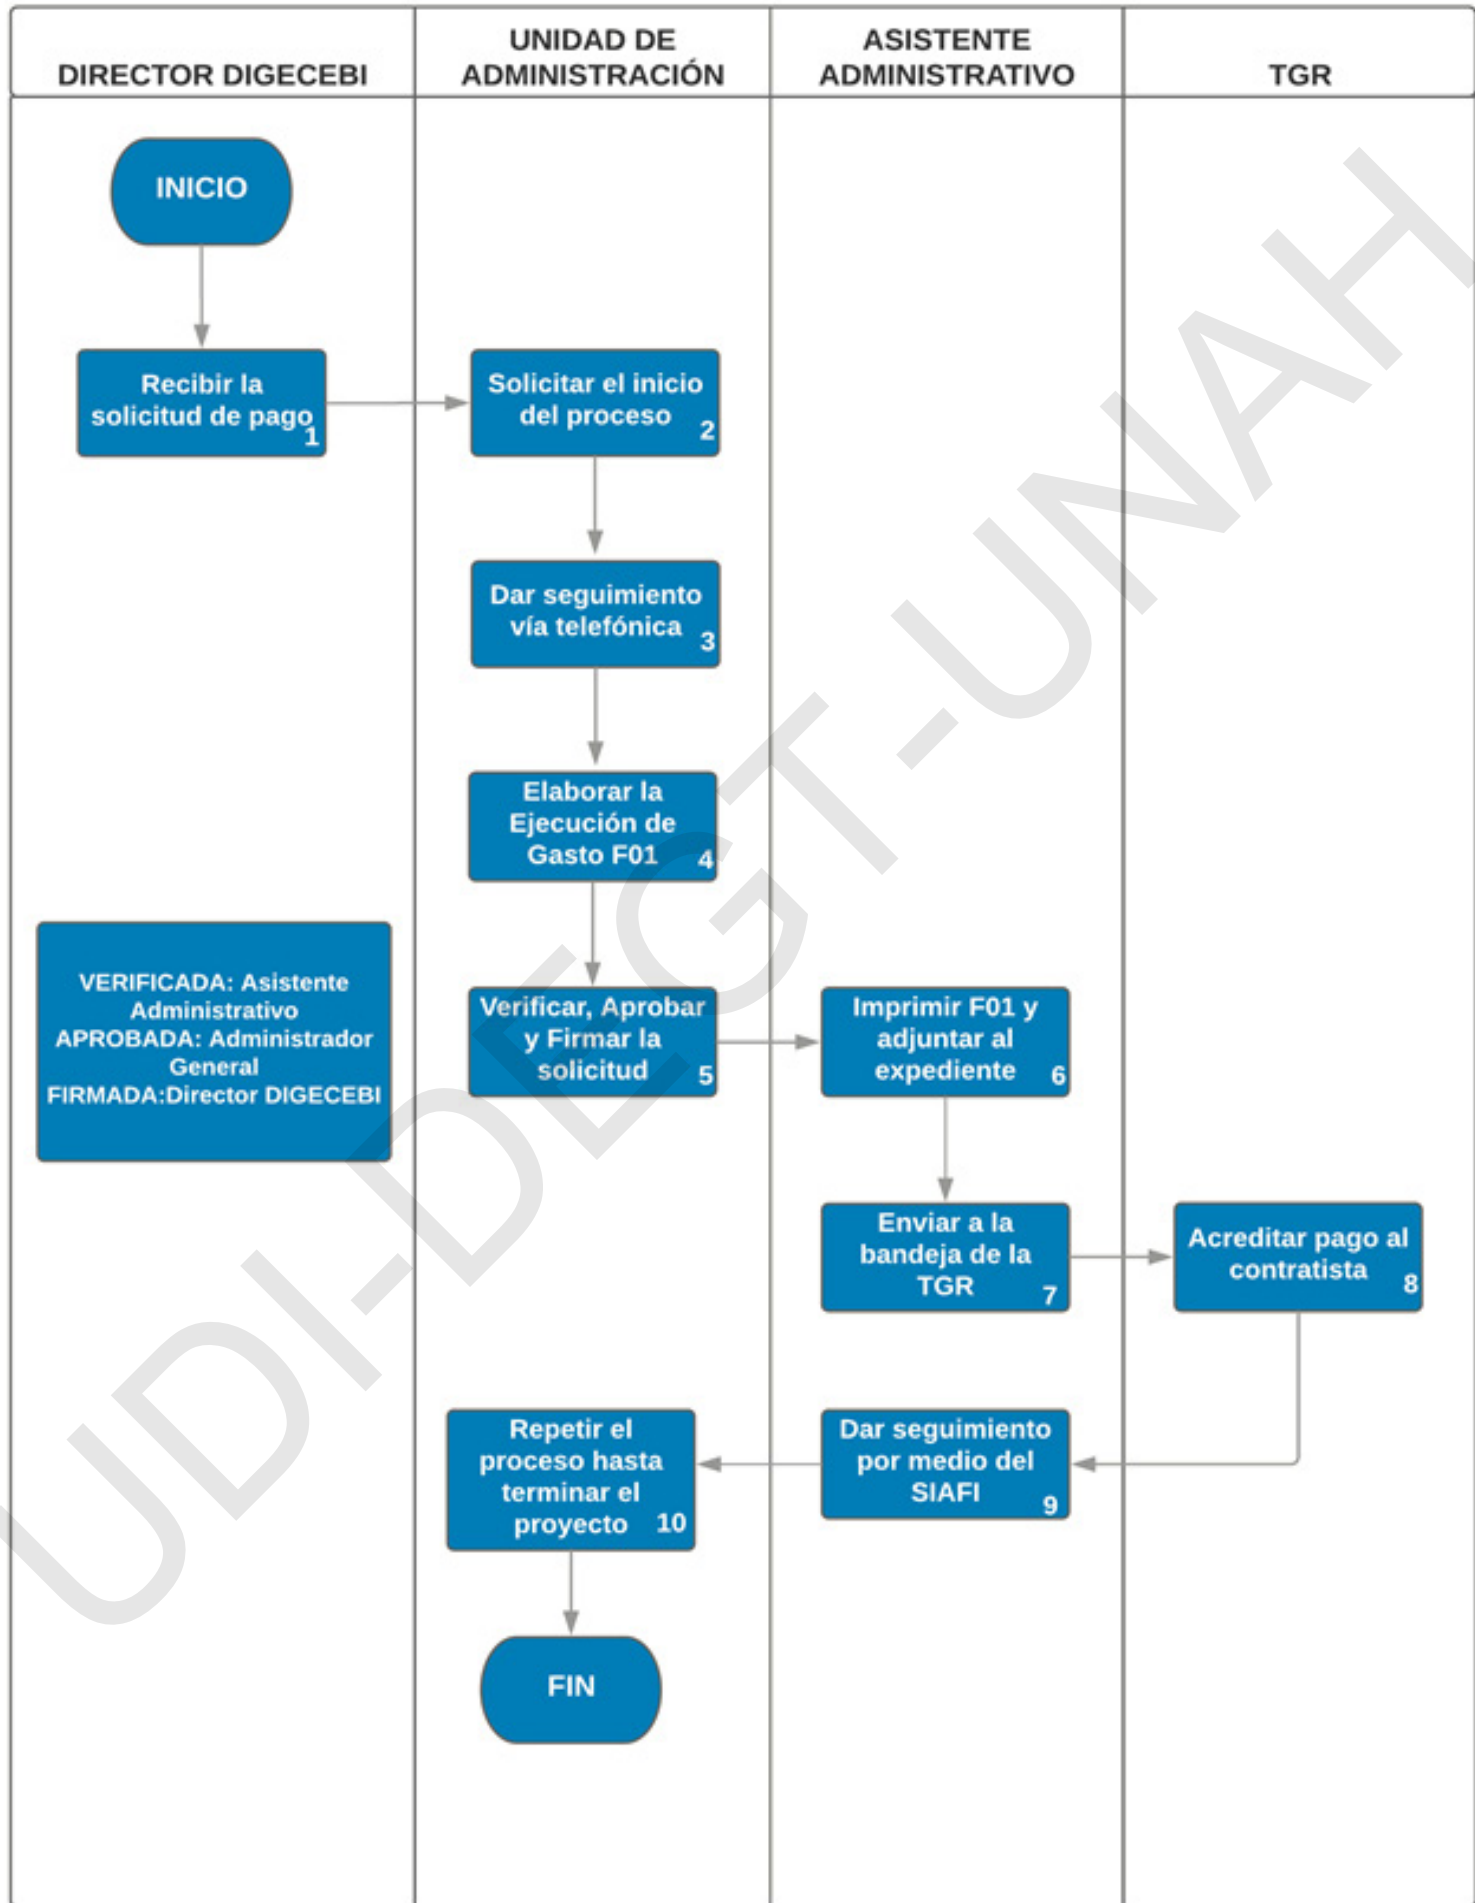 DIRECTOR DIGECEBI
UNIDAD DE
ADMINISTRACIÓN
ASISTENTE
ADMINISTRATIVO
TGR
INICIO
Recibir la
solicitud de pago
1
Solicitar el inicio
del proceso
2
Dar seguimiento
vía telefónica
3
Elaborar la
Ejecución de
Gasto F01
4
VERIFICADA: Asistente
Administrativo
APROBADA: Administrador
General
FIRMADA:Director DIGECEBI
Verificar, Aprobar
y Firmar la
solicitud
5
Imprimir F01 y
adjuntar al
expediente
6
Enviar a la
bandeja de la
TGR
7
Acreditar pago al
contratista
8
Dar seguimiento
por medio del
SIAFI
9
Repetir el
proceso hasta
terminar el
proyecto
10
FIN
UDI-DEGT-UNAH